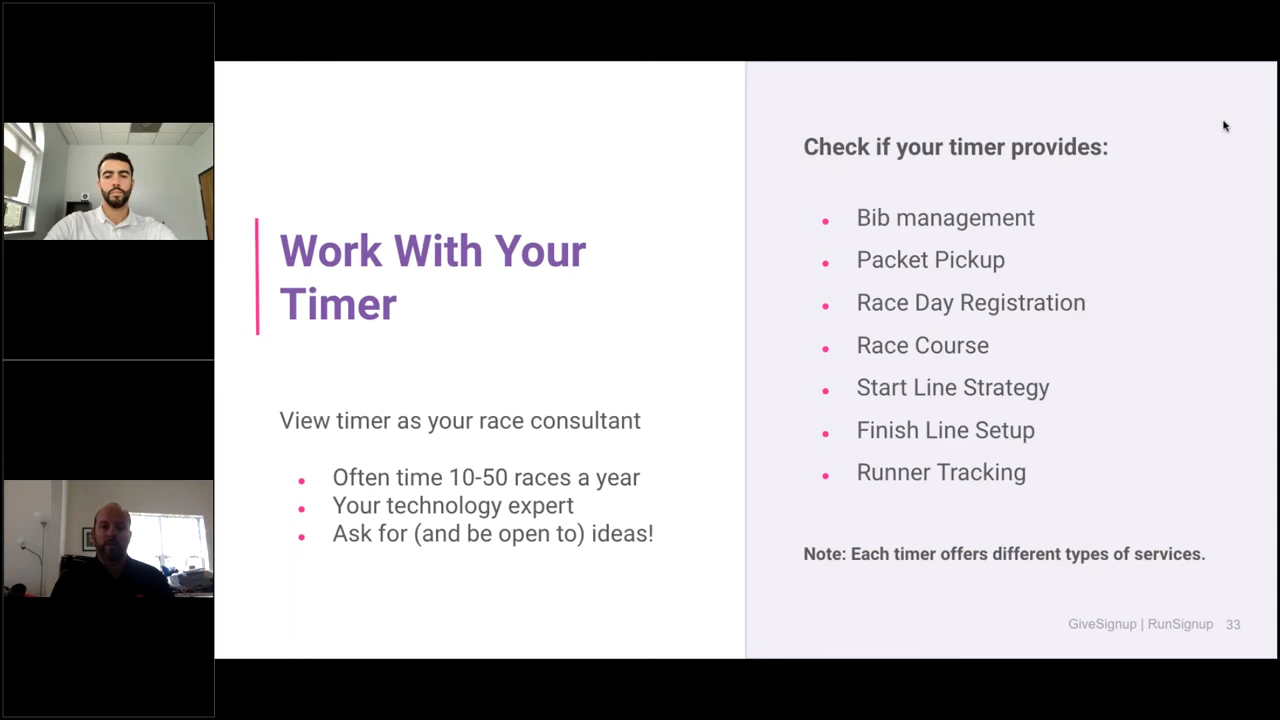 Work With Your
Timer
View timer as your race consultant
Often time 10-50 races a year
Your technology expert
Ask for (and be open to) ideas!
Check if your timer provides:
Bib management
Packet Pickup
Race Day Registration
Race Course
Start Line Strategy
Finish Line Setup
Runner Tracking
Note: Each timer offers different types of services.
GiveSignup | RunSignup 33